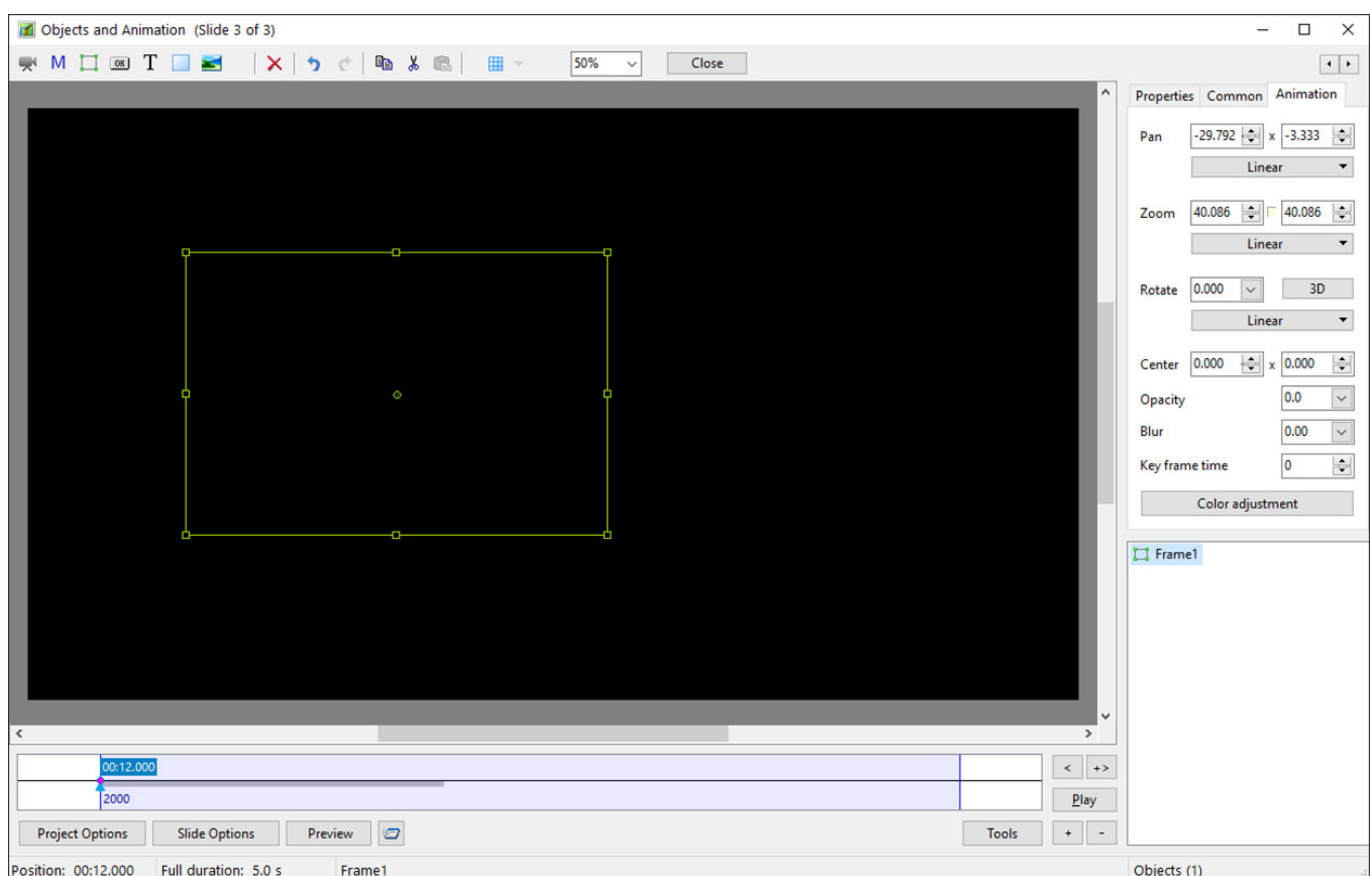 Objects and Animation (Slide 3 of 3)
M OK T 50% Close
Properties Common Animation
Pan -29.792 x -3.333
Linear
Zoom 40.086 40.086
Linear
Rotate 0.000 3D
Linear
Center 0.000 x 0.000
Opacity 0.0
Blur 0.00
Key frame time 0
Color adjustment
Frame1
00:12.000
< +>
2000
Play
Project Options Slide Options Preview Tools + -
Position: 00:12.000 Full duration: 5.0 s Frame1 Objects (1)